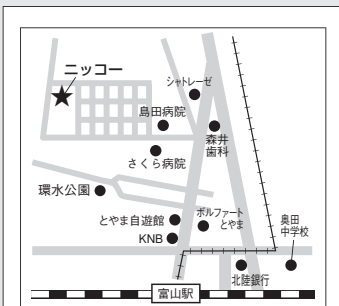 ニッコー
シャトレーゼ
島田病院
森井
歯科
さくら病院
環水公園
とやま自遊館
ボルファート
とやま
奥田
中学校
KNB
北陸銀行
富山駅